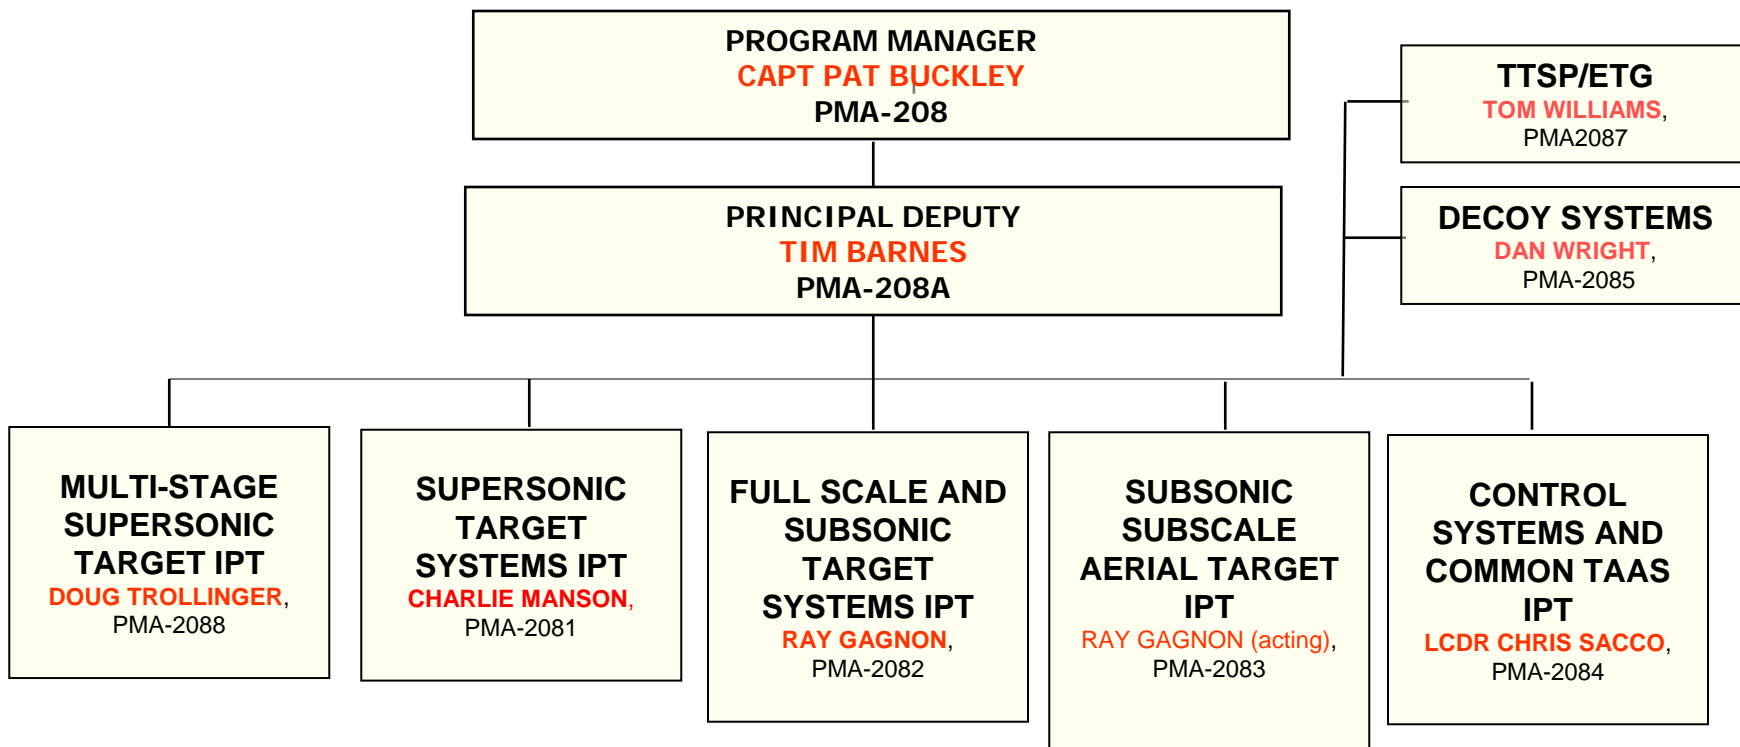 PROGRAM MANAGER
CAPT PAT BUCKLEY
PMA-208
TTSP/ETG
TOM WILLIAMS,
PMA2087
PRINCIPAL DEPUTY
TIM BARNES
PMA-208A
DECOY SYSTEMS
DAN WRIGHT,
PMA-2085
MULTI-STAGE
SUPERSONIC
TARGET IPT
DOUG TROLLINGER,
PMA-2088
SUPERSONIC
TARGET
SYSTEMS IPT
CHARLIE MANSON,
PMA-2081
FULL SCALE AND
SUBSONIC
TARGET
SYSTEMS IPT
RAY GAGNON,
PMA-2082
SUBSONIC
SUBSCALE
AERIAL TARGET
IPT
RAY GAGNON (acting),
PMA-2083
CONTROL
SYSTEMS AND
COMMON TAAS
IPT
LCDR CHRIS SACCO,
PMA-2084